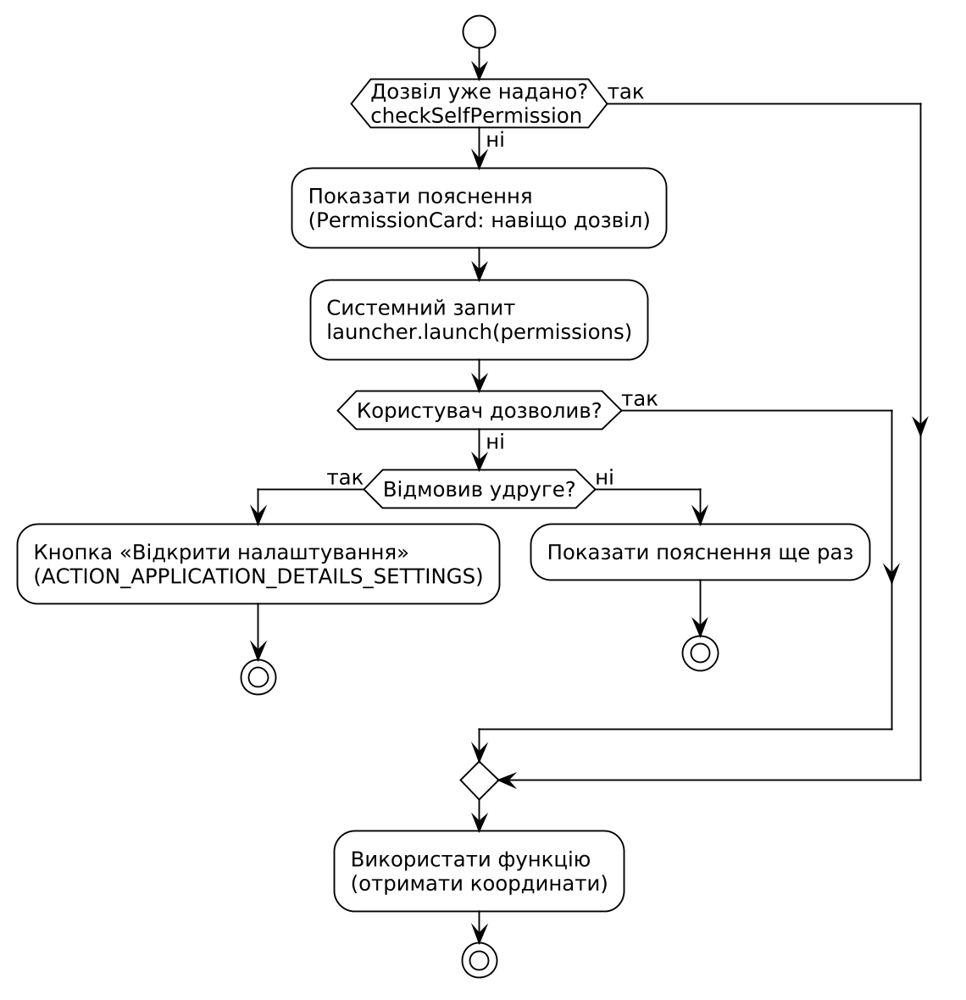 Дозвіл уже надано?
checkSelfPermission
так
ні
Показати пояснення
(PermissionCard: навіщо дозвіл)
Системний запит
launcher.launch(permissions)
Користувач дозволив?
так
ні
так
Відмовив удруге?
ні
Кнопка «Відкрити налаштування»
(ACTION_APPLICATION_DETAILS_SETTINGS)
Показати пояснення ще раз
Використати функцію
(отримати координати)